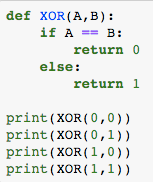 def XOR(A,B):
    if A == B:
        return 0
    else:
        return 1

print(XOR(0,0))
print(XOR(0,1))
print(XOR(1,0))
print(XOR(1,1))